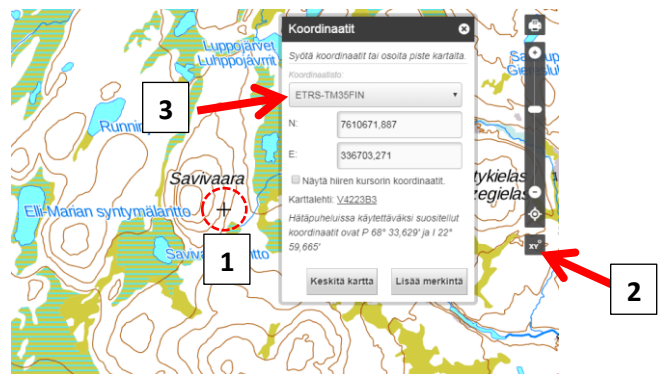 Koordinaatit
Syötä koordinaatit tai osoita piste kartalta.
Koordinaatisto:
ETRS-TM35FIN
N: 7610671,887
E: 336703,271
Näytä hiiren kursorin koordinaatit.
Karttalehti: V4223B3
Hätäpuheluissa käytettäväksi suositellut
koordinaatit ovat P 68° 33,629' ja I 22°
59,665'
Keskitä kartta Lisää merkintä
Luppojärvet
Luhppojávrrit
3
Savivaara
Elli-Marian syntymälaritto
1
2
xy°